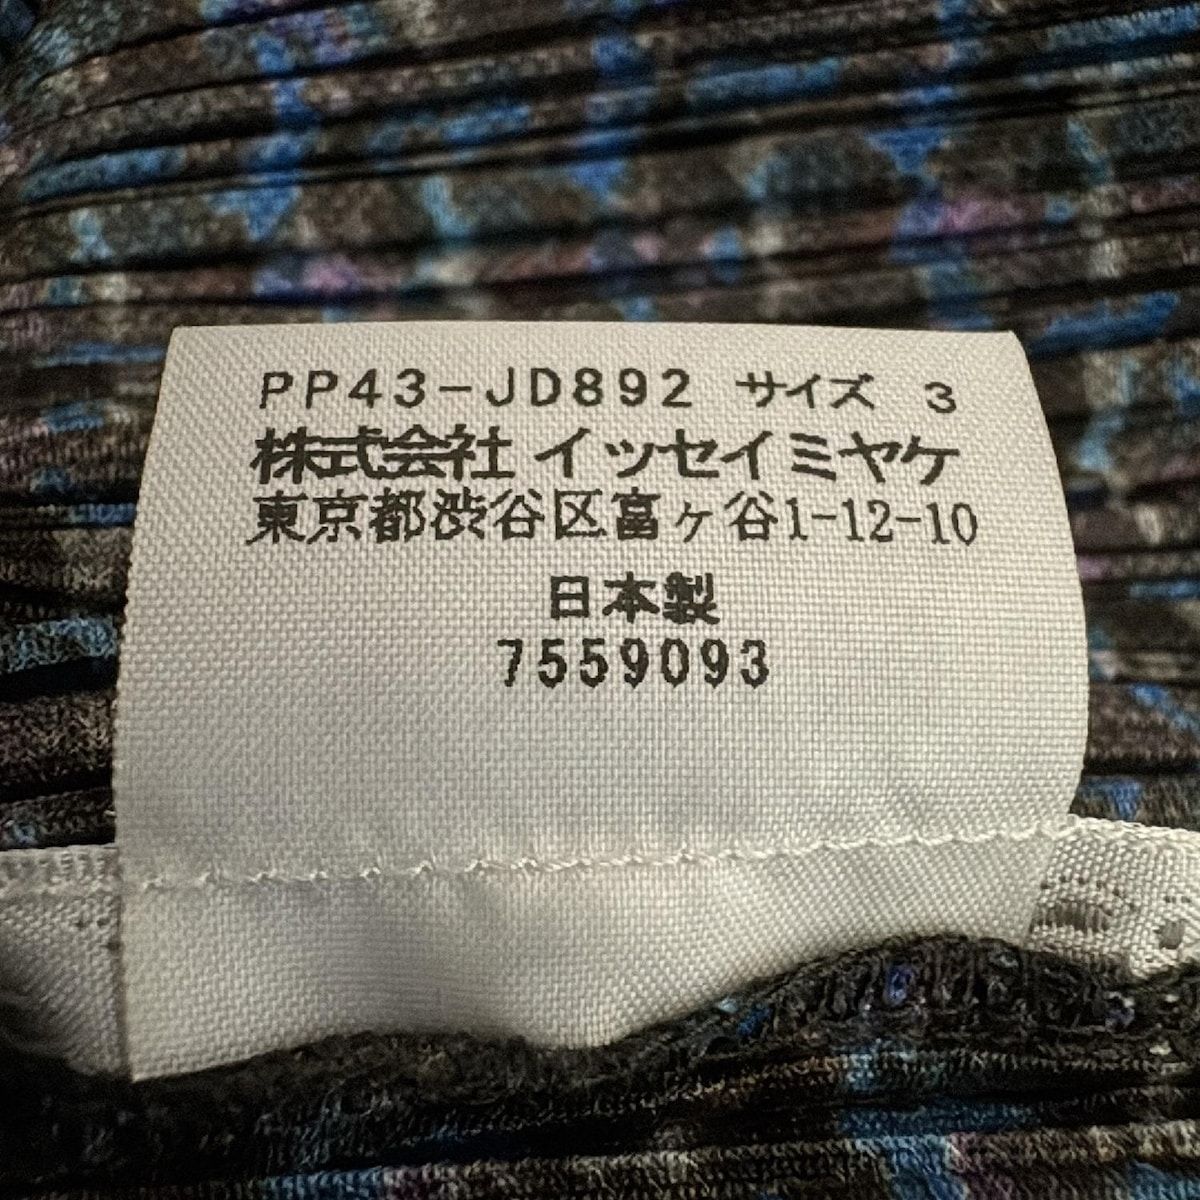 PP43-JD892 サイズ 3
株式会社 イッセイミヤケ
東京都渋谷区富ヶ谷1-12-10
日本製
7559093